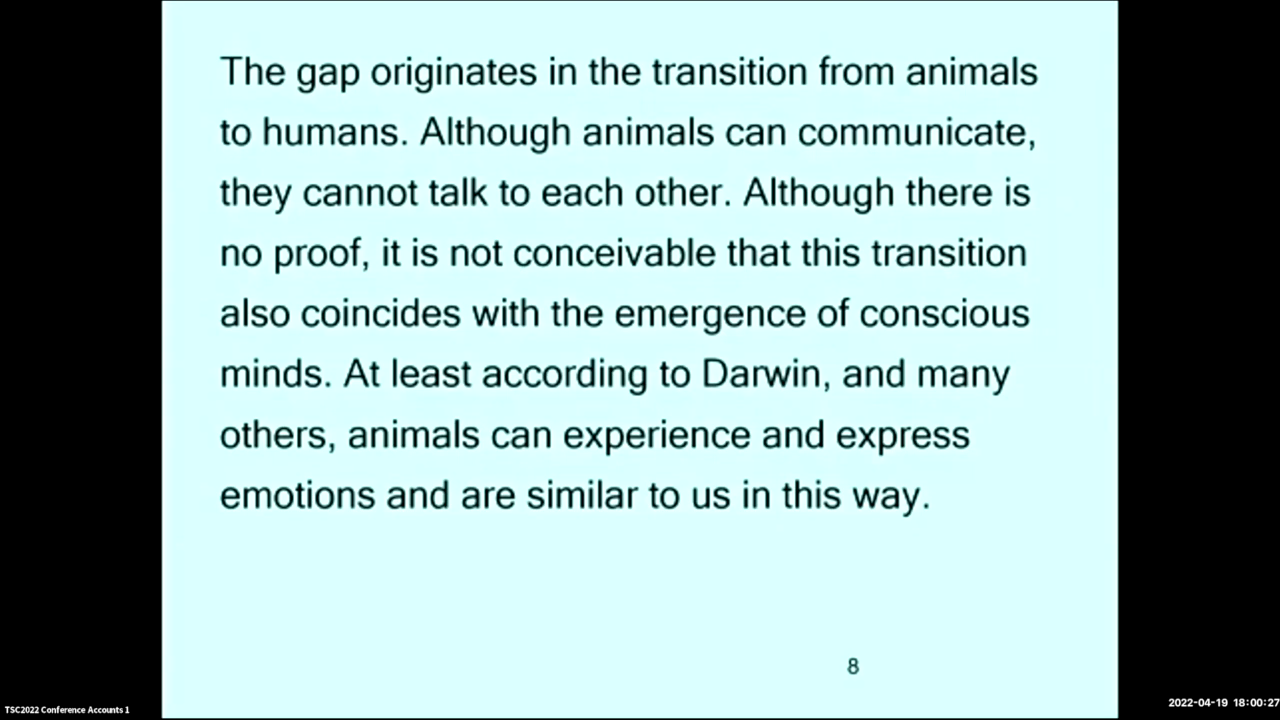 The gap originates in the transition from animals
to humans. Although animals can communicate,
they cannot talk to each other. Although there is
no proof, it is not conceivable that this transition
also coincides with the emergence of conscious
minds. At least according to Darwin, and many
others, animals can experience and express
emotions and are similar to us in this way.
8
TSC2022 Conference Accounts 1
2022-04-19 18:00:27